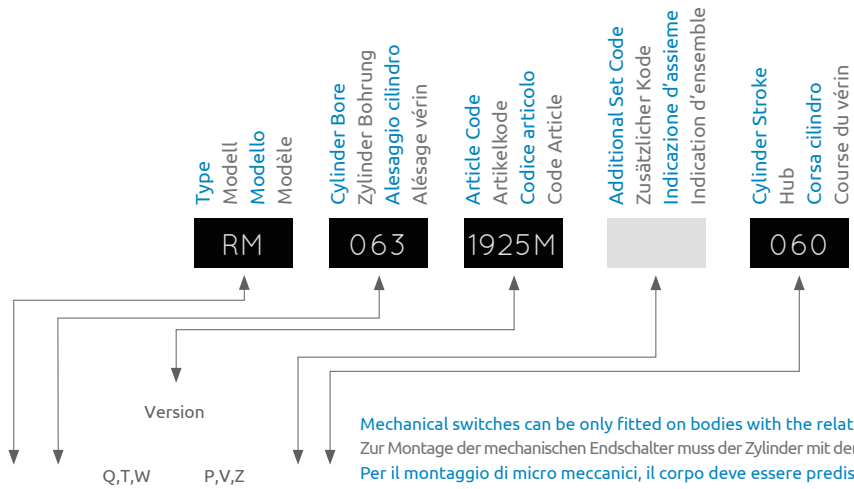 Type
Modell
Modello
Modèle
Cylinder Bore
Zylinder Bohrung
Alesaggio cilindro
Alésage vérin
Article Code
Artikelkode
Codice articolo
Code Article
Additional Set Code
Zusätzlicher Kode
Indicazione d'assieme
Indication d'ensemble
Cylinder Stroke
Hub
Corsa cilindro
Course du vérin
RM
063
1925M
060
Version
Q,T,W
P,V,Z
Mechanical switches can be only fitted on bodies with the relat
Zur Montage der mechanischen Endschalter muss der Zylinder mit der
Per il montaggio di micro meccanici, il corpo deve essere predis